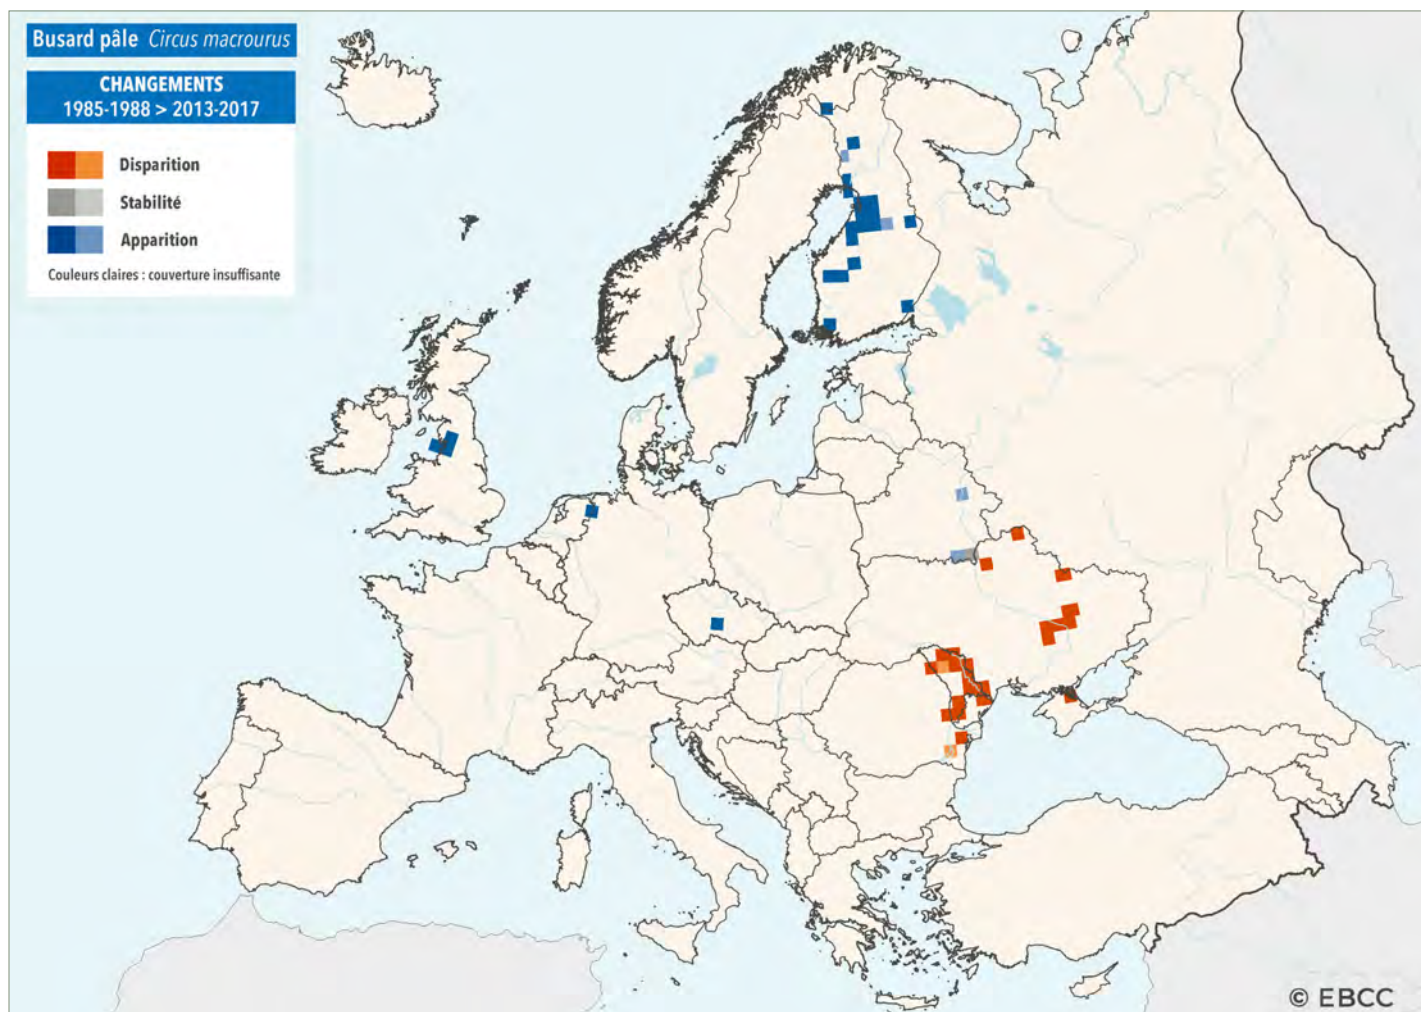 Busard pâle Circus macrourus
CHANGEMENTS
1985-1988 > 2013-2017
Disparition
Stabilité
Apparition
Couleurs claires : couverture insuffisante
© EBCC